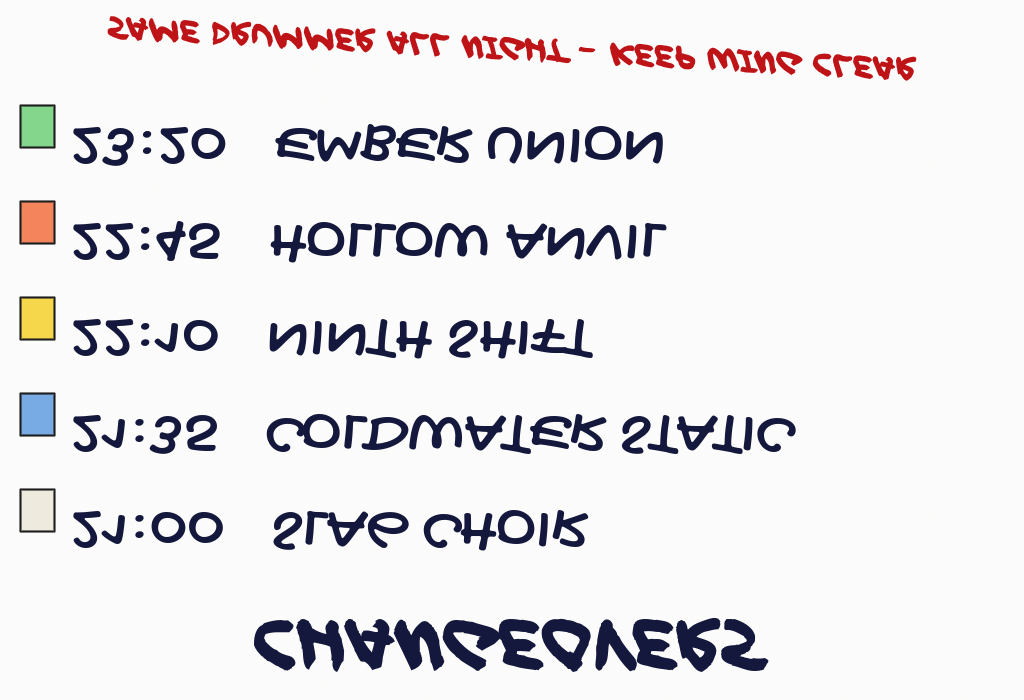 CHANGEOVERS
21:00 SLAG CHOIR
21:35 COLDWATER STATIC
22:10 NINTH SHIFT
22:45 HOLLOW ANVIL
23:20 EMBER UNION
SAME DRUMMER ALL NIGHT - KEEP WING CLEAR